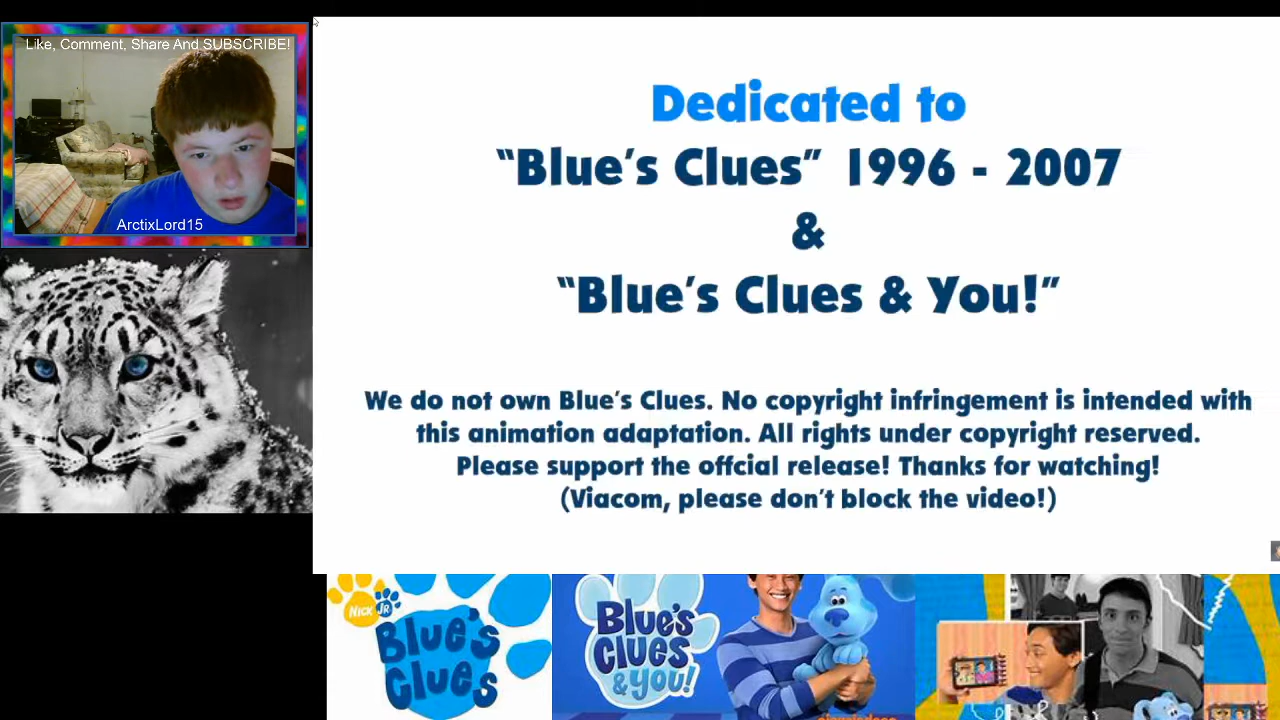 Like, Comment, Share And SUBSCRIBE!
ArctixLord15
Dedicated to
“Blue’s Clues” 1996 - 2007
&
“Blue’s Clues & You!”
We do not own Blue’s Clues. No copyright infringement is intended with
this animation adaptation. All rights under copyright reserved.
Please support the offcial release! Thanks for watching!
(Viacom, please don’t block the video!)
NICK JR
Blue's
Clues
Blue's
Clues
& You!
nickelodeon